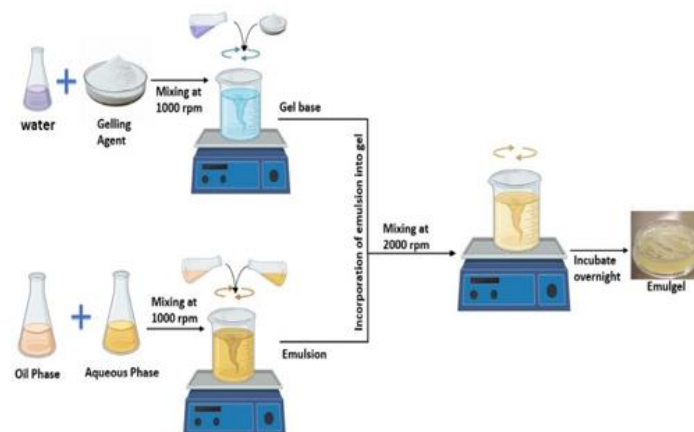 water
Gelling
Agent
Mixing at
1000 rpm
Gel base
Oil Phase
Aqueous Phase
Mixing at
1000 rpm
Emulsion
Incorporation of emulsion into gel
Mixing at
2000 rpm
Incubate
overnight
Emulgel